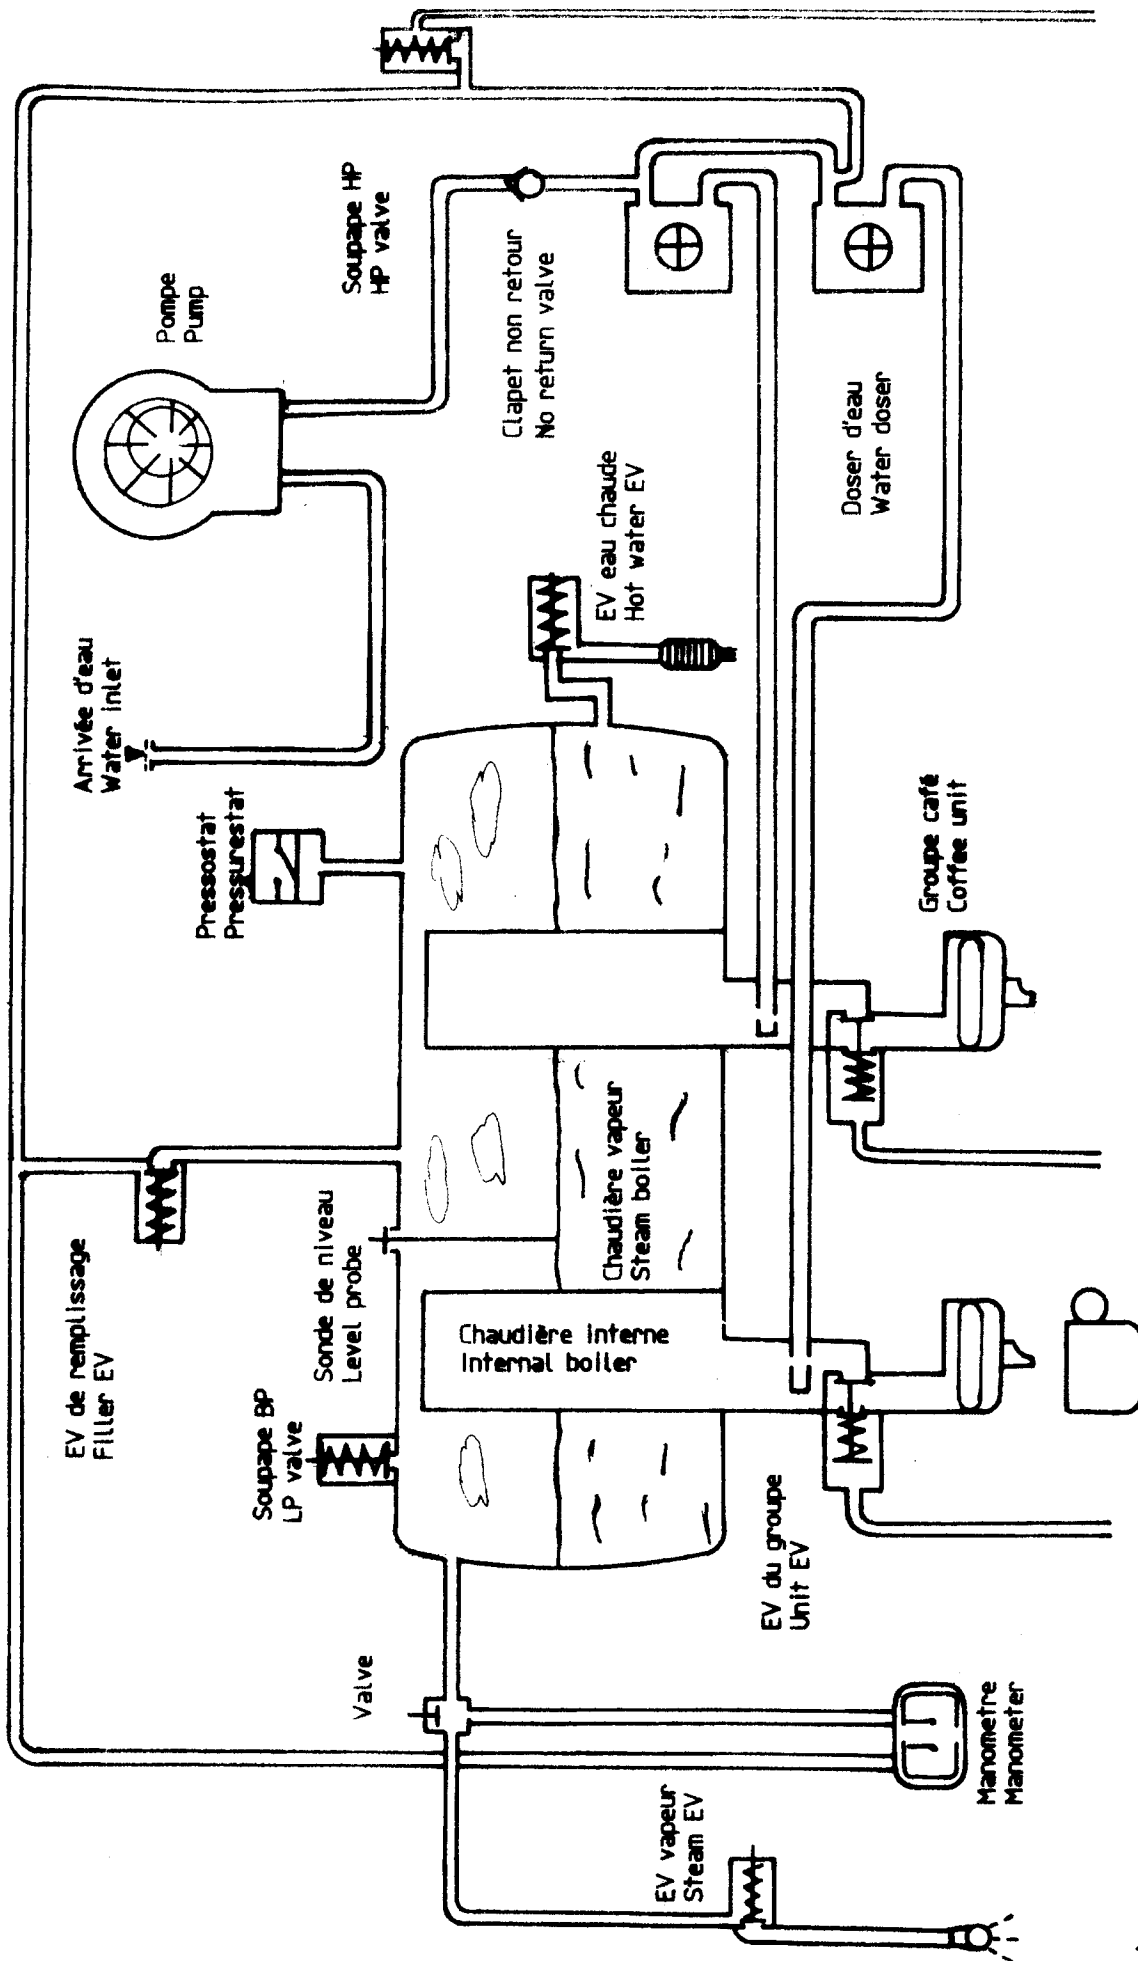 Soupape HP
HP valve
Pompe
Pump
Clapet non retour
No return valve
Doser d'eau
Water doser
EV eau chaude
Hot water EV
Arrivée d'eau
Water inlet
Pressostat
Pressurestat
Groupe café
Coffee unit
Chaudière vapeur
Steam boiler
EV de remplissage
Filler EV
Sonde de niveau
Level probe
Chaudière interne
Internal boiler
Soupape BP
LP valve
EV du groupe
Unit EV
Valve
Manometre
Manometer
EV vapeur
Steam EV